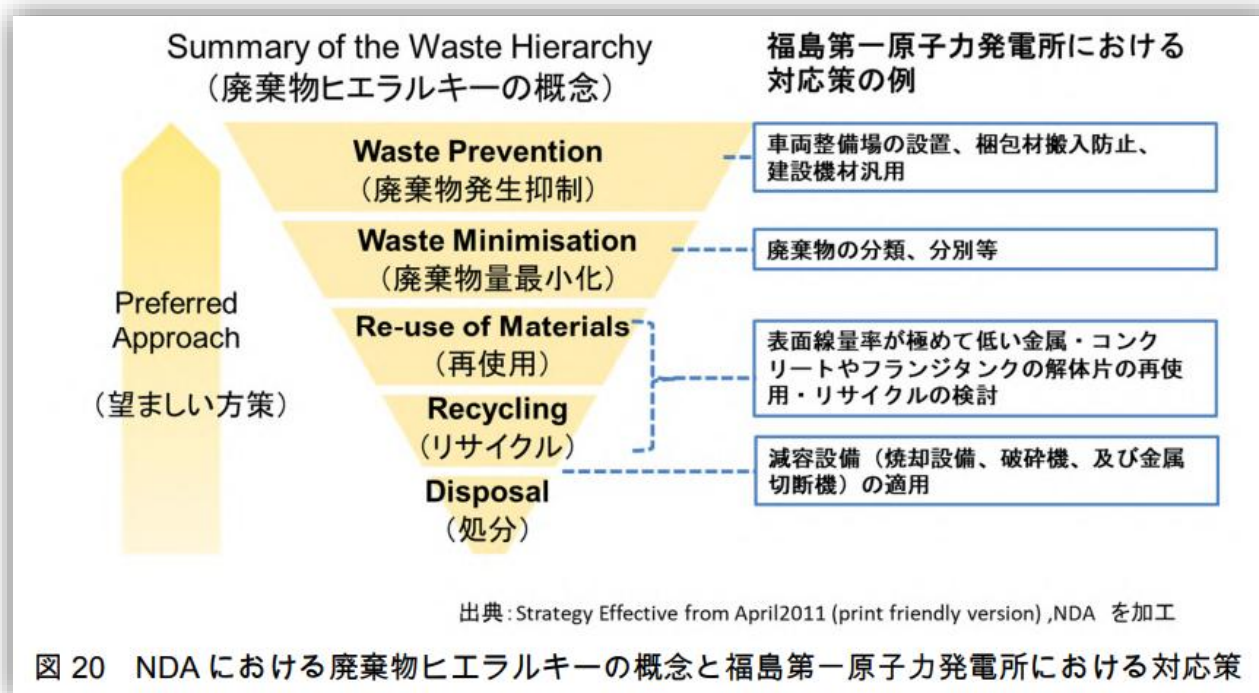 Summary of the Waste Hierarchy
（廃棄物ヒエラルキーの概念）
福島第一原子力発電所における
対応策の例
Waste Prevention
（廃棄物発生抑制）
車両整備場の設置、梱包材搬入防止、
建設機材汎用
Waste Minimisation
（廃棄物量最小化）
廃棄物の分類、分別等
Preferred
Approach
（望ましい方策）
Re-use of Materials
（再使用）
Recycling
（リサイクル）
表面線量率が極めて低い金属・コンク
リートやフランジタンクの解体片の再使
用・リサイクルの検討
Disposal
（処分）
減容設備（焼却設備、破砕機、及び金属
切断機）の適用
出典：Strategy Effective from April2011 (print friendly version) ,NDA を加工
図 20 NDA における廃棄物ヒエラルキーの概念と福島第一原子力発電所における対応策